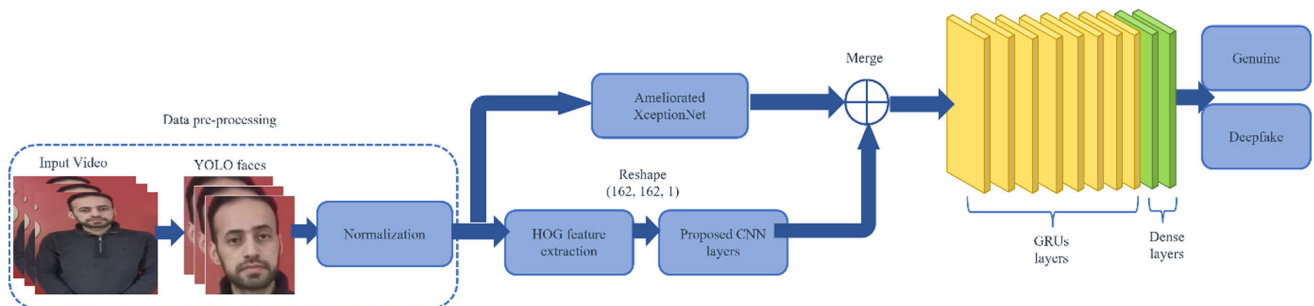 Data pre-processing
Input Video
YOLO faces
Normalization
Ameliorated
XceptionNet
Reshape
(162, 162, 1)
HOG feature
extraction
Proposed CNN
layers
Merge
GRUs
layers
Dense
layers
Genuine
Deepfake